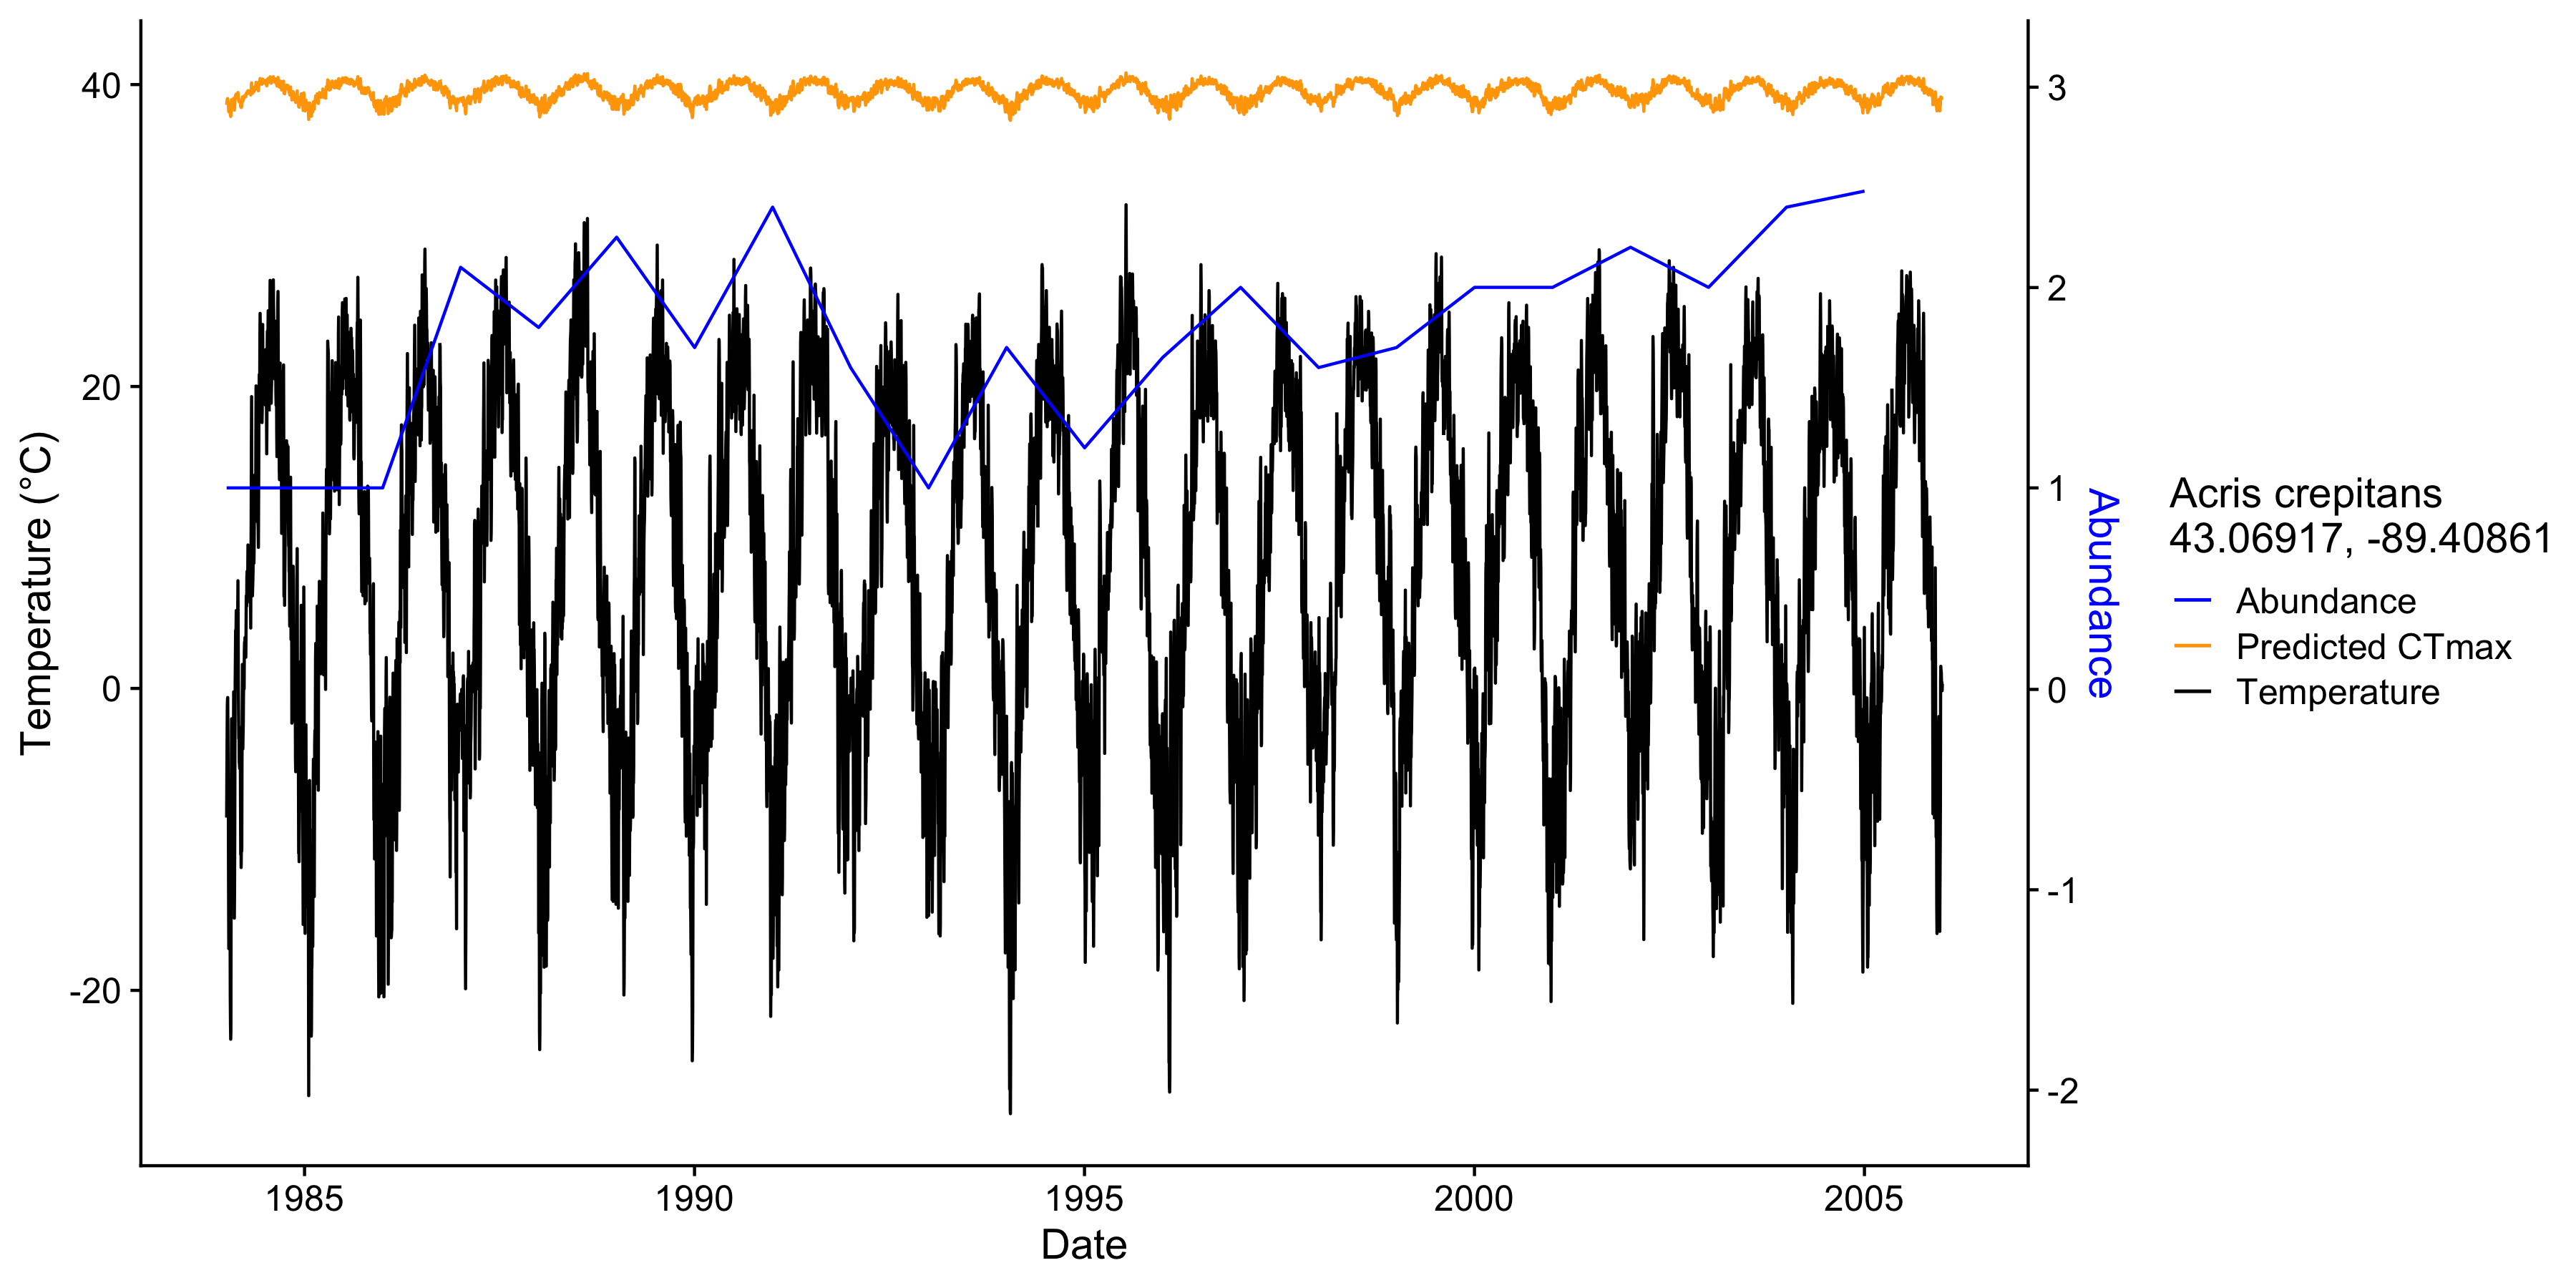 40
20
0
-20
Temperature (°C)
1985
1990
1995
2000
2005
Date
3
2
1
0
-1
-2
Abundance
Acris crepitans
43.06917, -89.40861
Abundance
Predicted CTmax
Temperature